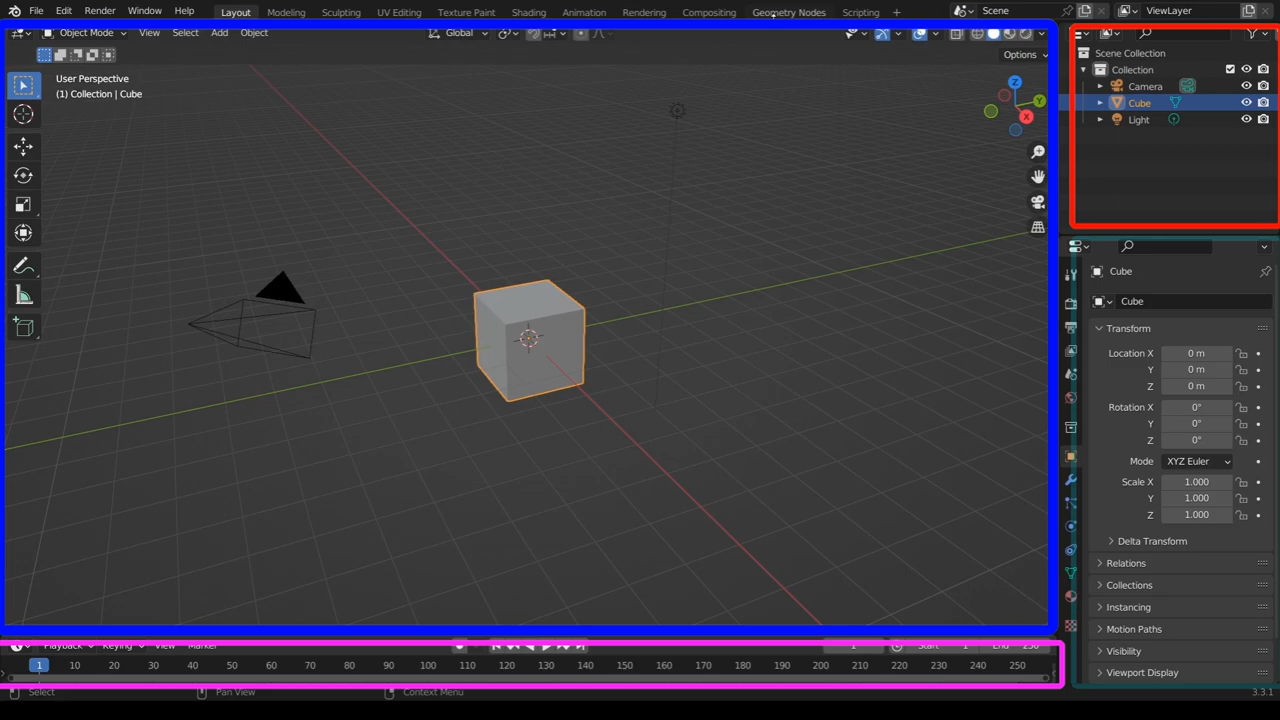 File Edit Render Window Help Layout Modeling Sculpting UV Editing Texture Paint Shading Animation Rendering Compositing Geometry Nodes Scripting + Scene ViewLayer
Object Mode View Select Add Object Global
Options
User Perspective
(1) Collection | Cube
Z
Y
X
Scene Collection
Collection
Camera
Cube
Light
Cube
Cube
Transform
Location X 0 m
Y 0 m
Z 0 m
Rotation X 0°
Y 0°
Z 0°
Mode XYZ Euler
Scale X 1.000
Y 1.000
Z 1.000
Delta Transform
Relations
Collections
Instancing
Motion Paths
Visibility
Viewport Display
Playback Keying View Marker 1 Start 1 End 250
1 10 20 30 40 50 60 70 80 90 100 110 120 130 140 150 160 170 180 190 200 210 220 230 240 250
Select Pan View Context Menu 3.3.1